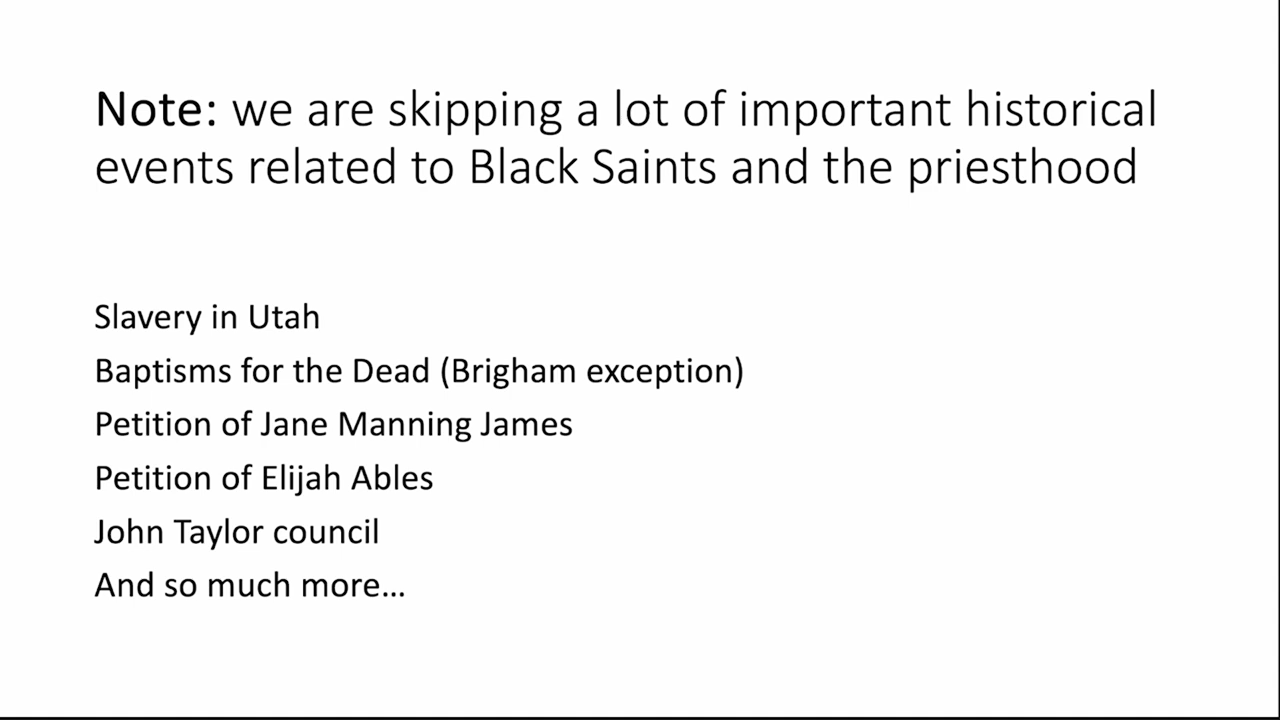 Note: we are skipping a lot of important historical
events related to Black Saints and the priesthood
Slavery in Utah
Baptisms for the Dead (Brigham exception)
Petition of Jane Manning James
Petition of Elijah Ables
John Taylor council
And so much more…